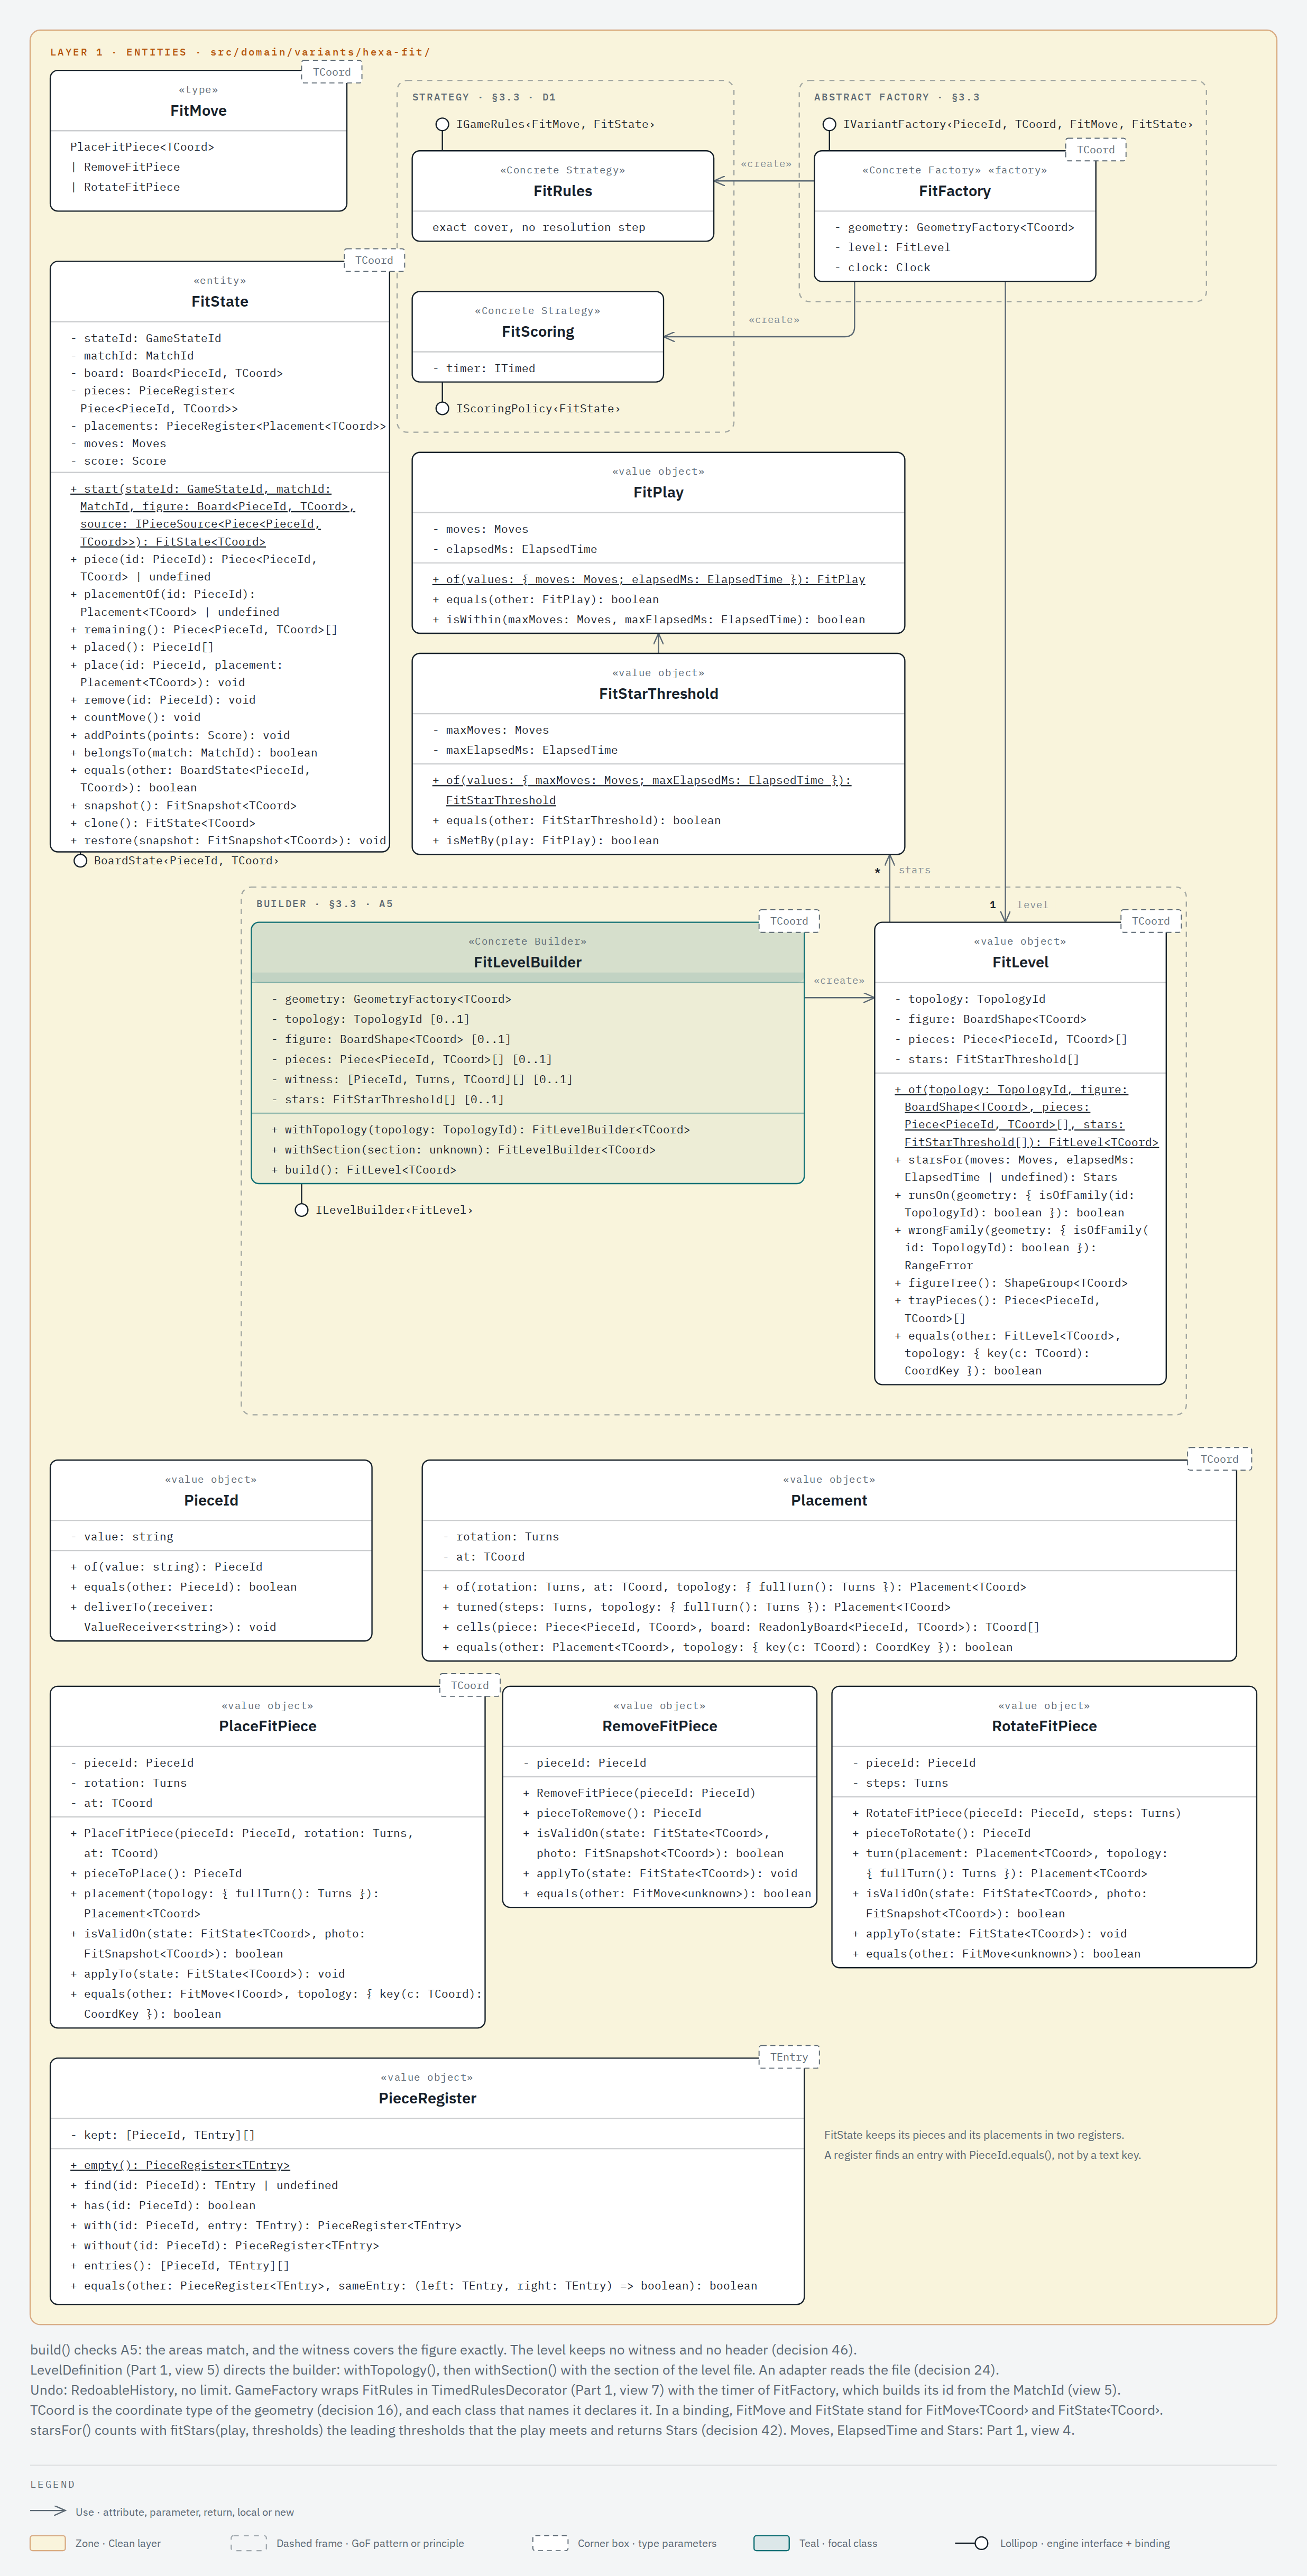 LAYER 1 · ENTITIES · src/domain/variants/hexa-fit/
TCoord
«type»
FitMove
PlaceFitPiece<TCoord>
| RemoveFitPiece
| RotateFitPiece
STRATEGY · §3.3 · D1
IGameRules‹FitMove, FitState›
«Concrete Strategy»
FitRules
exact cover, no resolution step
«create»
ABSTRACT FACTORY · §3.3
IVariantFactory‹PieceId, TCoord, FitMove, FitState›
TCoord
«Concrete Factory» «factory»
FitFactory
- geometry: GeometryFactory<TCoord>
- level: FitLevel
- clock: Clock
«Concrete Strategy»
FitScoring
- timer: ITimed
«create»
IScoringPolicy‹FitState›
TCoord
«entity»
FitState
- stateId: GameStateId
- matchId: MatchId
- board: Board<PieceId, TCoord>
- pieces: PieceRegister<
Piece<PieceId, TCoord>>
- placements: PieceRegister<Placement<TCoord>>
- moves: Moves
- score: Score
+ start(stateId: GameStateId, matchId:
MatchId, figure: Board<PieceId, TCoord>,
source: IPieceSource<Piece<PieceId,
TCoord>>): FitState<TCoord>
+ piece(id: PieceId): Piece<PieceId,
TCoord> | undefined
+ placementOf(id: PieceId):
Placement<TCoord> | undefined
+ remaining(): Piece<PieceId, TCoord>[]
+ placed(): PieceId[]
+ place(id: PieceId, placement:
Placement<TCoord>): void
+ remove(id: PieceId): void
+ countMove(): void
+ addPoints(points: Score): void
+ belongsTo(match: MatchId): boolean
+ equals(other: BoardState<PieceId,
TCoord>): boolean
+ snapshot(): FitSnapshot<TCoord>
+ clone(): FitState<TCoord>
+ restore(snapshot: FitSnapshot<TCoord>): void
BoardState‹PieceId, TCoord›
«value object»
FitPlay
- moves: Moves
- elapsedMs: ElapsedTime
+ of(values: { moves: Moves; elapsedMs: ElapsedTime }): FitPlay
+ equals(other: FitPlay): boolean
+ isWithin(maxMoves: Moves, maxElapsedMs: ElapsedTime): boolean
«value object»
FitStarThreshold
- maxMoves: Moves
- maxElapsedMs: ElapsedTime
+ of(values: { maxMoves: Moves; maxElapsedMs: ElapsedTime }):
FitStarThreshold
+ equals(other: FitStarThreshold): boolean
+ isMetBy(play: FitPlay): boolean
* stars
1 level
BUILDER · §3.3 · A5
TCoord
«Concrete Builder»
FitLevelBuilder
- geometry: GeometryFactory<TCoord>
- topology: TopologyId [0..1]
- figure: BoardShape<TCoord> [0..1]
- pieces: Piece<PieceId, TCoord>[] [0..1]
- witness: [PieceId, Turns, TCoord][] [0..1]
- stars: FitStarThreshold[] [0..1]
+ withTopology(topology: TopologyId): FitLevelBuilder<TCoord>
+ withSection(section: unknown): FitLevelBuilder<TCoord>
+ build(): FitLevel<TCoord>
ILevelBuilder‹FitLevel›
«create»
TCoord
«value object»
FitLevel
- topology: TopologyId
- figure: BoardShape<TCoord>
- pieces: Piece<PieceId, TCoord>[]
- stars: FitStarThreshold[]
+ of(topology: TopologyId, figure:
BoardShape<TCoord>, pieces:
Piece<PieceId, TCoord>[], stars:
FitStarThreshold[]): FitLevel<TCoord>
+ starsFor(moves: Moves, elapsedMs:
ElapsedTime | undefined): Stars
+ runsOn(geometry: { isOfFamily(id:
TopologyId): boolean }): boolean
+ wrongFamily(geometry: { isOfFamily(
id: TopologyId): boolean }):
RangeError
+ figureTree(): ShapeGroup<TCoord>
+ trayPieces(): Piece<PieceId,
TCoord>[]
+ equals(other: FitLevel<TCoord>,
topology: { key(c: TCoord):
CoordKey }): boolean
«value object»
PieceId
- value: string
+ of(value: string): PieceId
+ equals(other: PieceId): boolean
+ deliverTo(receiver:
ValueReceiver<string>): void
TCoord
«value object»
Placement
- rotation: Turns
- at: TCoord
+ of(rotation: Turns, at: TCoord, topology: { fullTurn(): Turns }): Placement<TCoord>
+ turned(steps: Turns, topology: { fullTurn(): Turns }): Placement<TCoord>
+ cells(piece: Piece<PieceId, TCoord>, board: ReadonlyBoard<PieceId, TCoord>): TCoord[]
+ equals(other: Placement<TCoord>, topology: { key(c: TCoord): CoordKey }): boolean
TCoord
«value object»
PlaceFitPiece
- pieceId: PieceId
- rotation: Turns
- at: TCoord
+ PlaceFitPiece(pieceId: PieceId, rotation: Turns,
at: TCoord)
+ pieceToPlace(): PieceId
+ placement(topology: { fullTurn(): Turns }):
Placement<TCoord>
+ isValidOn(state: FitState<TCoord>, photo:
FitSnapshot<TCoord>): boolean
+ applyTo(state: FitState<TCoord>): void
+ equals(other: FitMove<TCoord>, topology: { key(c: TCoord):
CoordKey }): boolean
«value object»
RemoveFitPiece
- pieceId: PieceId
+ RemoveFitPiece(pieceId: PieceId)
+ pieceToRemove(): PieceId
+ isValidOn(state: FitState<TCoord>,
photo: FitSnapshot<TCoord>): boolean
+ applyTo(state: FitState<TCoord>): void
+ equals(other: FitMove<unknown>): boolean
«value object»
RotateFitPiece
- pieceId: PieceId
- steps: Turns
+ RotateFitPiece(pieceId: PieceId, steps: Turns)
+ pieceToRotate(): PieceId
+ turn(placement: Placement<TCoord>, topology:
{ fullTurn(): Turns }): Placement<TCoord>
+ isValidOn(state: FitState<TCoord>, photo:
FitSnapshot<TCoord>): boolean
+ applyTo(state: FitState<TCoord>): void
+ equals(other: FitMove<unknown>): boolean
TEntry
«value object»
PieceRegister
- kept: [PieceId, TEntry][]
+ empty(): PieceRegister<TEntry>
+ find(id: PieceId): TEntry | undefined
+ has(id: PieceId): boolean
+ with(id: PieceId, entry: TEntry): PieceRegister<TEntry>
+ without(id: PieceId): PieceRegister<TEntry>
+ entries(): [PieceId, TEntry][]
+ equals(other: PieceRegister<TEntry>, sameEntry: (left: TEntry, right: TEntry) => boolean): boolean
FitState keeps its pieces and its placements in two registers.
A register finds an entry with PieceId.equals(), not by a text key.
build() checks A5: the areas match, and the witness covers the figure exactly. The level keeps no witness and no header (decision 46).
LevelDefinition (Part 1, view 5) directs the builder: withTopology(), then withSection() with the section of the level file. An adapter reads the file (decision 24).
Undo: RedoableHistory, no limit. GameFactory wraps FitRules in TimedRulesDecorator (Part 1, view 7) with the timer of FitFactory, which builds its id from the MatchId (view 5).
TCoord is the coordinate type of the geometry (decision 16), and each class that names it declares it. In a binding, FitMove and FitState stand for FitMove‹TCoord› and FitState‹TCoord›.
starsFor() counts with fitStars(play, thresholds) the leading thresholds that the play meets and returns Stars (decision 42). Moves, ElapsedTime and Stars: Part 1, view 4.
LEGEND
Use · attribute, parameter, return, local or new
Zone · Clean layer
Dashed frame · GoF pattern or principle
Corner box · type parameters
Teal · focal class
Lollipop · engine interface + binding